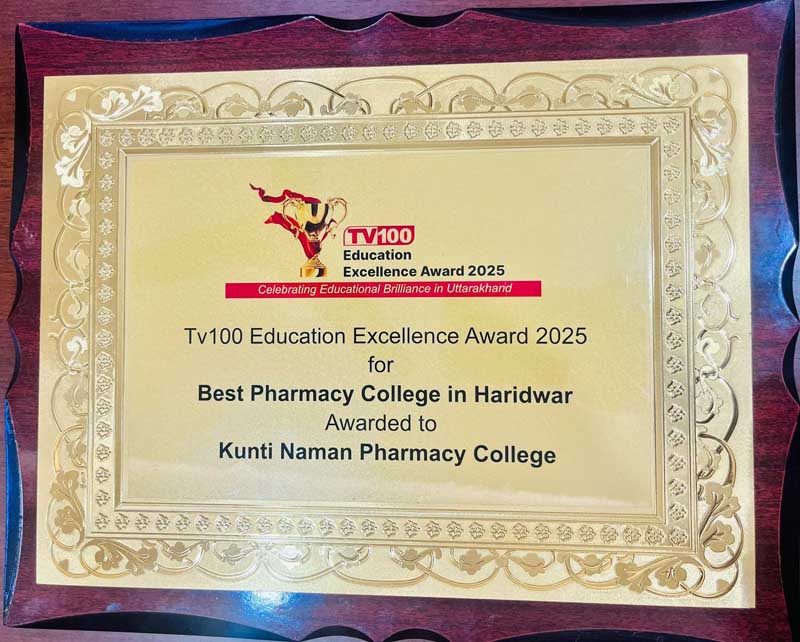 TV100
Education
Excellence Award 2025
Celebrating Educational Brilliance in Uttarakhand
Tv100 Education Excellence Award 2025
for
Best Pharmacy College in Haridwar
Awarded to
Kunti Naman Pharmacy College